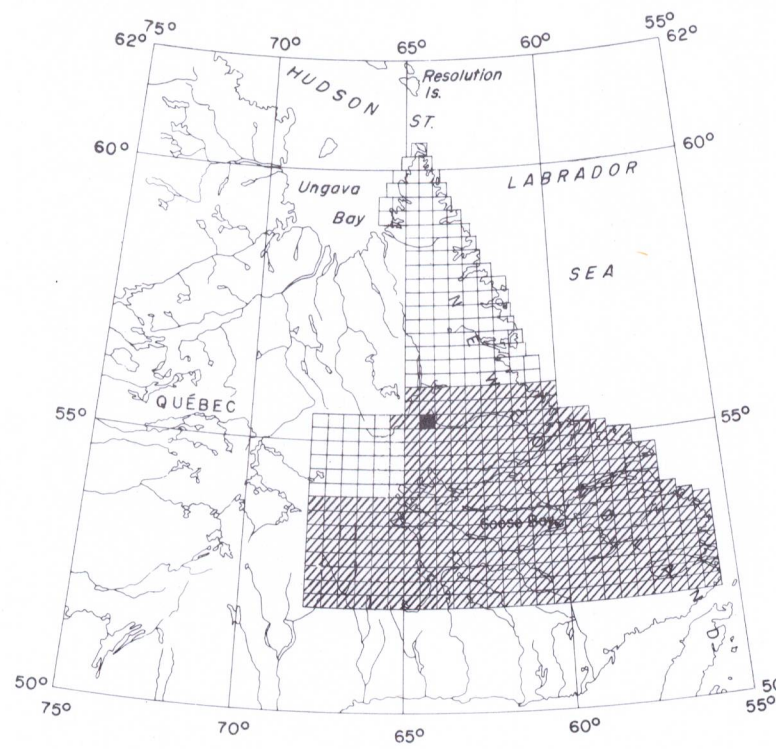 75° 70° 65° 60° 55°
62° 62°
HUDSON
Resolution
Is.
ST.
60° 60°
LABRADOR
Ungava
Bay
SEA
QUÉBEC
55° 55°
Goose Bay
50° 50
75° 70° 65° 60° 55°